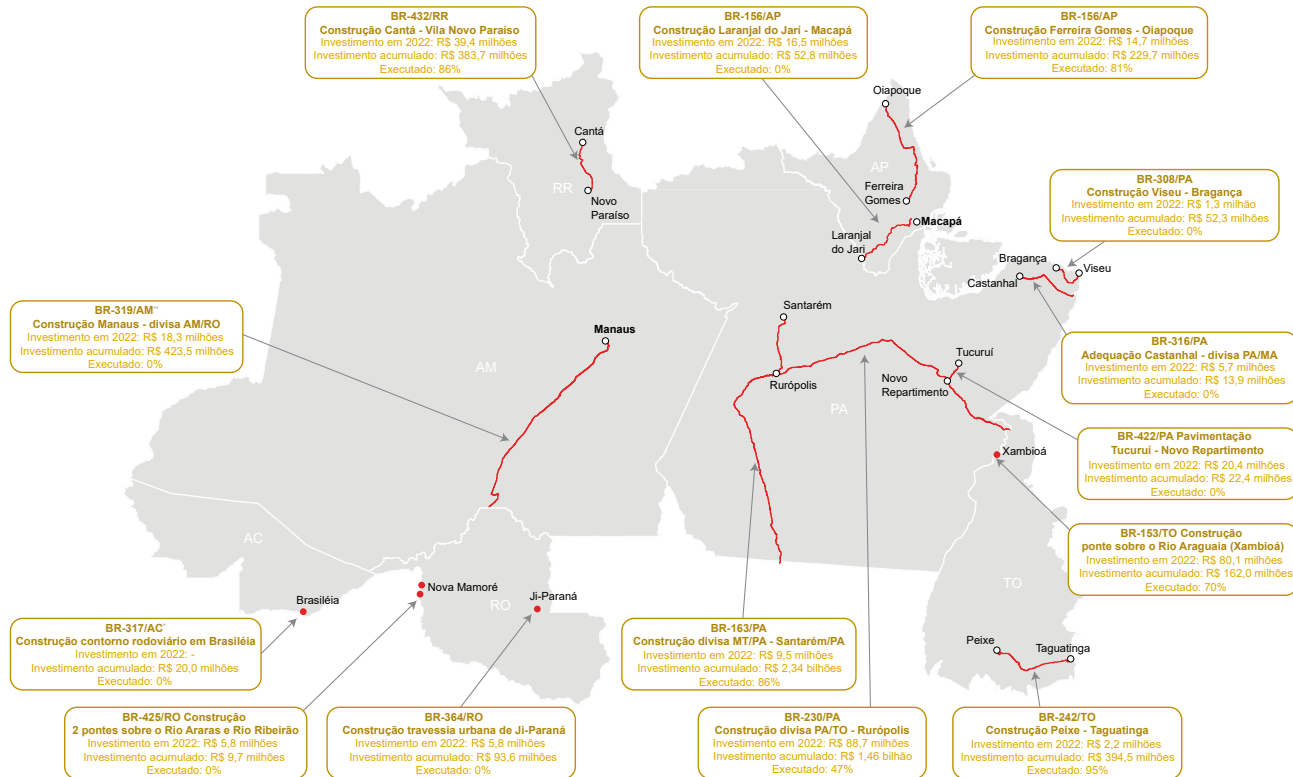 BR-432/RR
Construção Cantá - Vila Novo Paraíso
Investimento em 2022: R$ 39,4 milhões
Investimento acumulado: R$ 383,7 milhões
Executado: 86%
BR-156/AP
Construção Laranjal do Jarí - Macapá
Investimento em 2022: R$ 16,5 milhões
Investimento acumulado: R$ 52,8 milhões
Executado: 0%
BR-156/AP
Construção Ferreira Gomes - Oiapoque
Investimento em 2022: R$ 14,7 milhões
Investimento acumulado: R$ 229,7 milhões
Executado: 81%
Oiapoque
Cantá
AP
RR
Novo
Paraíso
Ferreira
Gomes
Macapá
Laranjal
do Jari
BR-308/PA
Construção Viseu - Bragança
Investimento em 2022: R$ 1,3 milhão
Investimento acumulado: R$ 52,3 milhões
Executado: 0%
Bragança
Viseu
Castanhal
BR-319/AM**
Construção Manaus - divisa AM/RO
Investimento em 2022: R$ 18,3 milhões
Investimento acumulado: R$ 423,5 milhões
Executado: 0%
Manaus
AM
Santarém
Rurópolis
Tucuruí
Novo
Repartimento
PA
BR-316/PA
Adequação Castanhal - divisa PA/MA
Investimento em 2022: R$ 5,7 milhões
Investimento acumulado: R$ 13,9 milhões
Executado: 0%
BR-422/PA Pavimentação
Tucuruí - Novo Repartimento
Investimento em 2022: R$ 20,4 milhões
Investimento acumulado: R$ 22,4 milhões
Executado: 0%
Xambioá
BR-153/TO Construção
ponte sobre o Rio Araguaia (Xambioá)
Investimento em 2022: R$ 80,1 milhões
Investimento acumulado: R$ 162,0 milhões
Executado: 70%
AC
Brasiléia
Nova Mamoré
RO
Ji-Paraná
TO
Peixe
Taguatinga
BR-317/AC*
Construção contorno rodoviário em Brasiléia
Investimento em 2022: -
Investimento acumulado: R$ 20,0 milhões
Executado: 0%
BR-163/PA
Construção divisa MT/PA - Santarém/PA
Investimento em 2022: R$ 9,5 milhões
Investimento acumulado: R$ 2,34 bilhões
Executado: 86%
BR-425/RO Construção
2 pontes sobre o Rio Araras e Rio Ribeirão
Investimento em 2022: R$ 5,8 milhões
Investimento acumulado: R$ 9,7 milhões
Executado: 0%
BR-364/RO
Construção travessia urbana de Ji-Paraná
Investimento em 2022: R$ 5,8 milhões
Investimento acumulado: R$ 93,6 milhões
Executado: 0%
BR-230/PA
Construção divisa PA/TO - Rurópolis
Investimento em 2022: R$ 88,7 milhões
Investimento acumulado: R$ 1,46 bilhão
Executado: 47%
BR-242/TO
Construção Peixe - Taguatinga
Investimento em 2022: R$ 2,2 milhões
Investimento acumulado: R$ 394,5 milhões
Executado: 95%